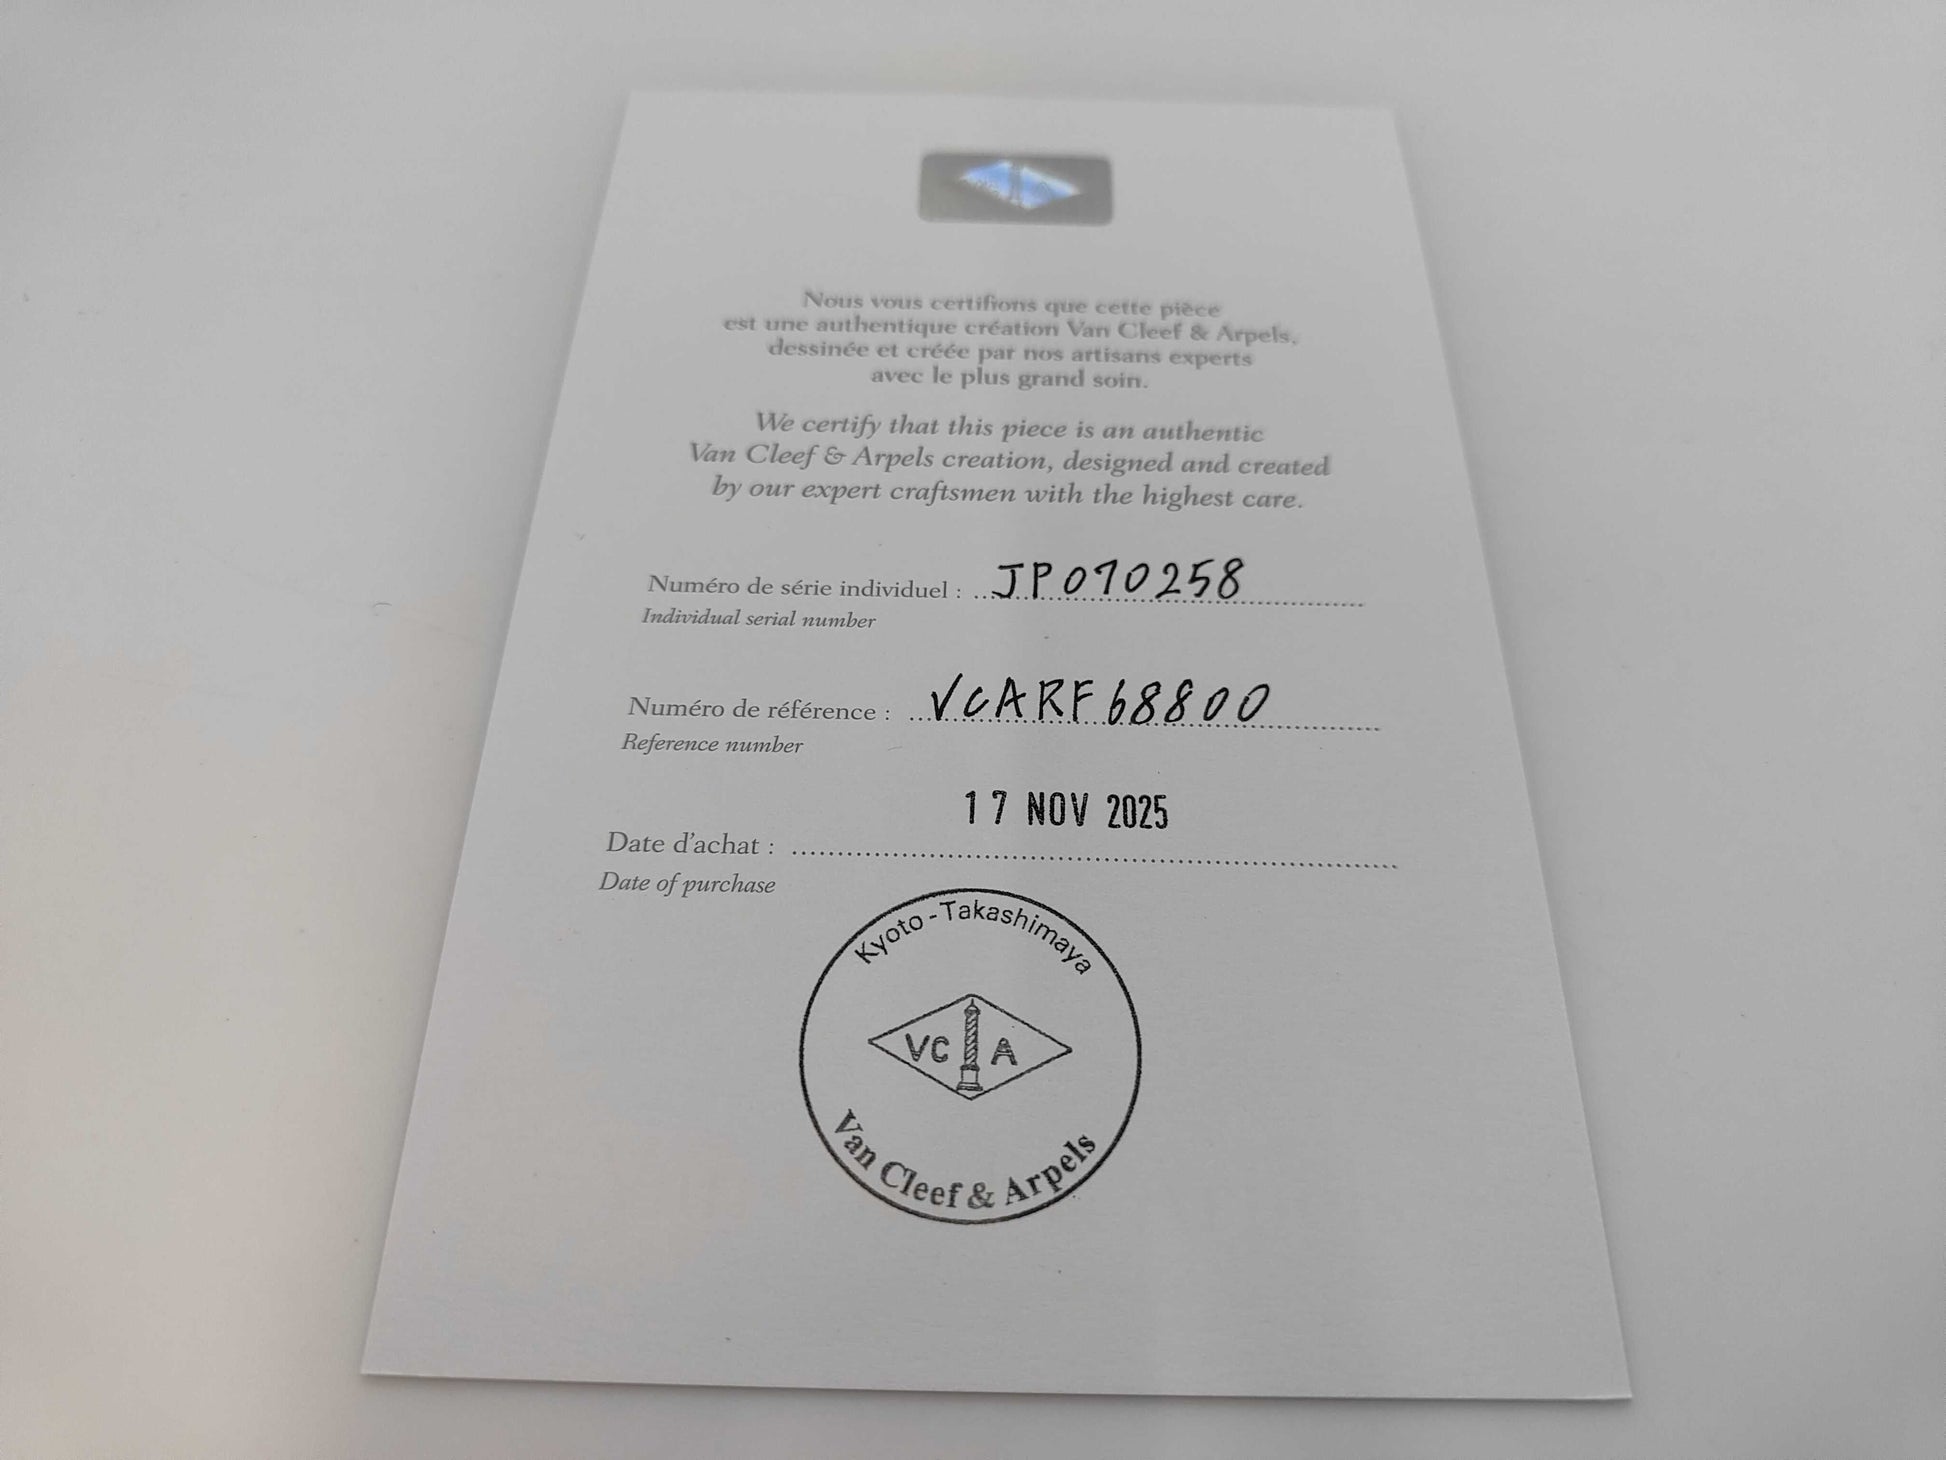 Nous vous certifions que cette pièce
est une authentique création Van Cleef & Arpels,
dessinée et créée par nos artisans experts
avec le plus grand soin.
We certify that this piece is an authentic
Van Cleef & Arpels creation, designed and created
by our expert craftsmen with the highest care.
Numéro de série individuel : JP070258
Individual serial number
Numéro de référence : VCARF68800
Reference number
17 NOV 2025
Date d'achat :
Date of purchase
Kyoto-Takashimaya
VC A
Van Cleef & Arpels